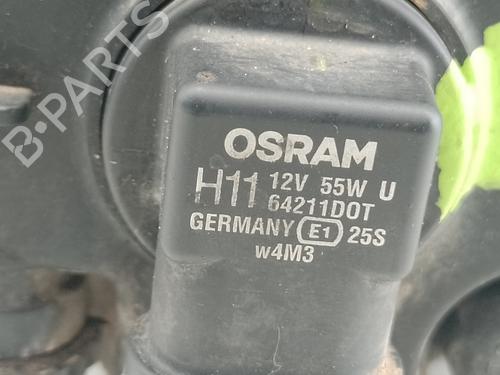 B-PARTS
OSRAM
H11 12V 55W U
64211DOT
GERMANY E1 25S
w4M3